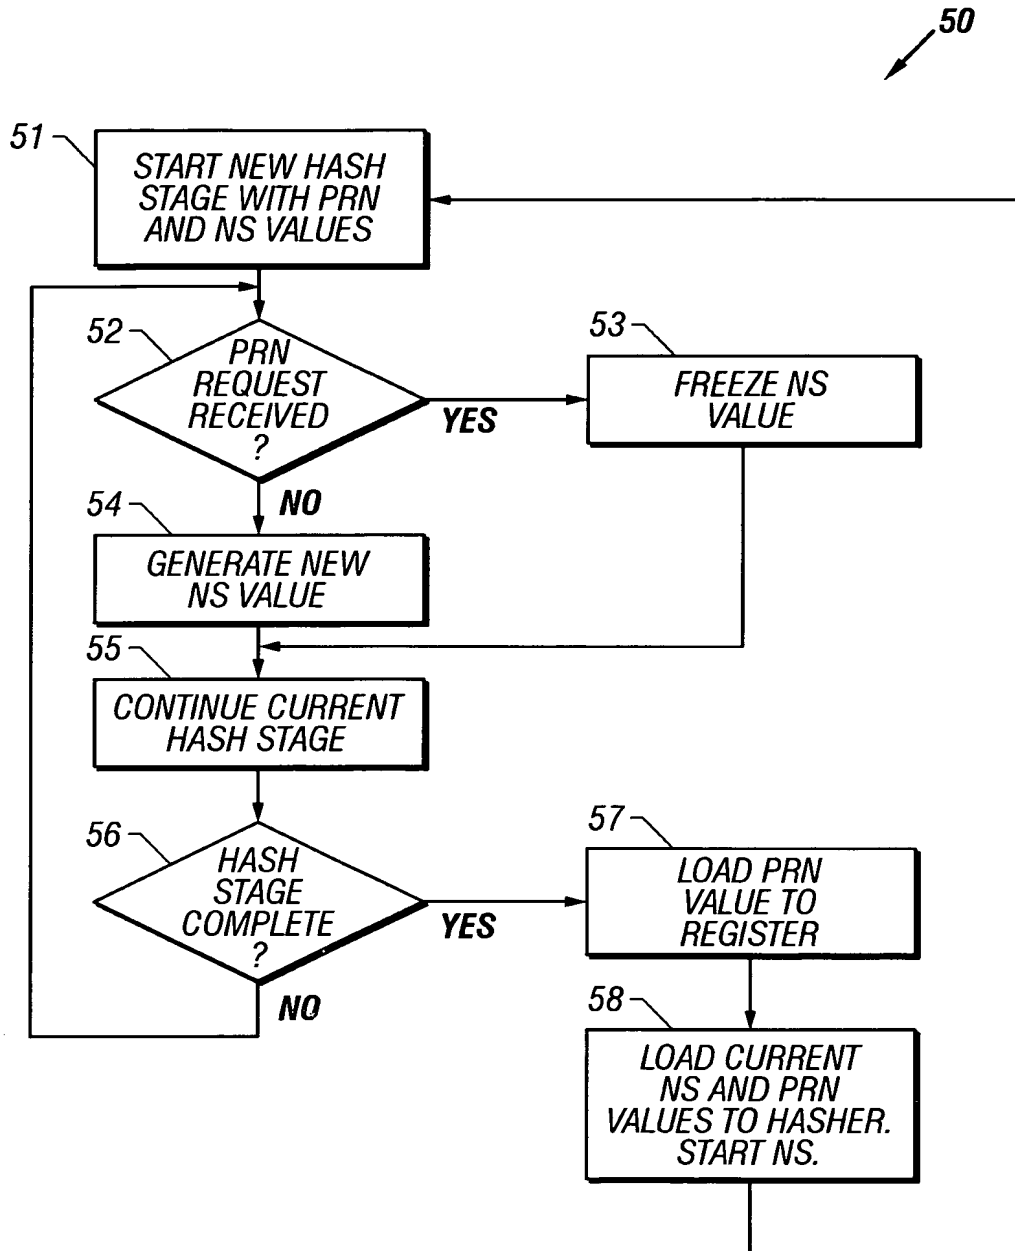 50
51
START NEW HASH
STAGE WITH PRN
AND NS VALUES
52
PRN
REQUEST
RECEIVED
?
YES
53
FREEZE NS
VALUE
NO
54
GENERATE NEW
NS VALUE
55
CONTINUE CURRENT
HASH STAGE
56
HASH
STAGE
COMPLETE
?
YES
57
LOAD PRN
VALUE TO
REGISTER
NO
58
LOAD CURRENT
NS AND PRN
VALUES TO HASHER.
START NS.